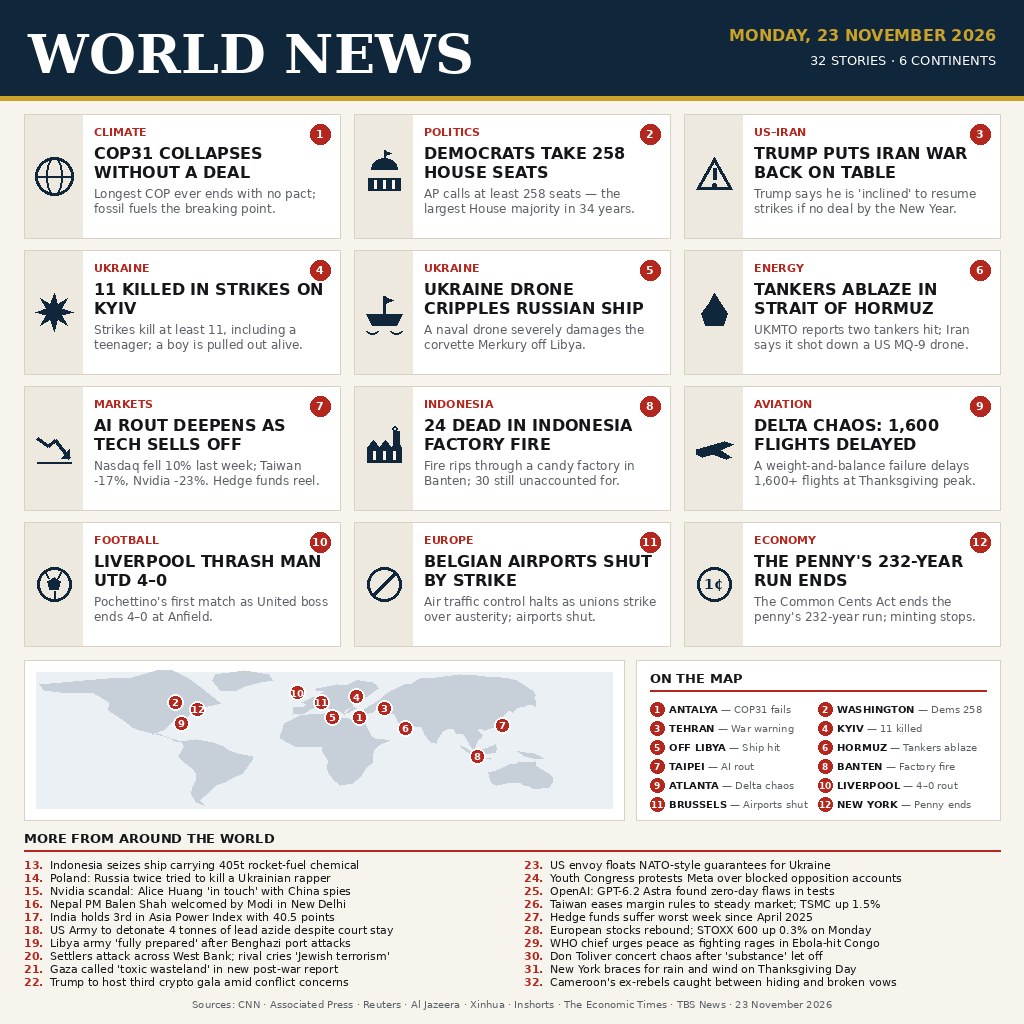 WORLD NEWS
MONDAY, 23 NOVEMBER 2026
32 STORIES · 6 CONTINENTS
CLIMATE
1
COP31 COLLAPSES
WITHOUT A DEAL
Longest COP ever ends with no pact;
fossil fuels the breaking point.
POLITICS
2
DEMOCRATS TAKE 258
HOUSE SEATS
AP calls at least 258 seats — the
largest House majority in 34 years.
US–IRAN
3
TRUMP PUTS IRAN WAR
BACK ON TABLE
Trump says he is 'inclined' to resume
strikes if no deal by the New Year.
UKRAINE
4
11 KILLED IN STRIKES ON
KYIV
Strikes kill at least 11, including a
teenager; a boy is pulled out alive.
UKRAINE
5
UKRAINE DRONE
CRIPPLES RUSSIAN SHIP
A naval drone severely damages the
corvette Merkury off Libya.
ENERGY
6
TANKERS ABLAZE IN
STRAIT OF HORMUZ
UKMTO reports two tankers hit; Iran
says it shot down a US MQ-9 drone.
MARKETS
7
AI ROUT DEEPENS AS
TECH SELLS OFF
Nasdaq fell 10% last week; Taiwan
-17%, Nvidia -23%. Hedge funds reel.
INDONESIA
8
24 DEAD IN INDONESIA
FACTORY FIRE
Fire rips through a candy factory in
Banten; 30 still unaccounted for.
AVIATION
9
DELTA CHAOS: 1,600
FLIGHTS DELAYED
A weight-and-balance failure delays
1,600+ flights at Thanksgiving peak.
FOOTBALL
10
LIVERPOOL THRASH MAN
UTD 4–0
Pochettino's first match as United boss
ends 4–0 at Anfield.
EUROPE
11
BELGIAN AIRPORTS SHUT
BY STRIKE
Air traffic control halts as unions strike
over austerity; airports shut.
ECONOMY
12
1¢
THE PENNY'S 232-YEAR
RUN ENDS
The Common Cents Act ends the
penny's 232-year run; minting stops.
10
2
12
9
11
4
5
1
3
6
7
8
ON THE MAP
1 ANTALYA — COP31 fails
2 WASHINGTON — Dems 258
3 TEHRAN — War warning
4 KYIV — 11 killed
5 OFF LIBYA — Ship hit
6 HORMUZ — Tankers ablaze
7 TAIPEI — AI rout
8 BANTEN — Factory fire
9 ATLANTA — Delta chaos
10 LIVERPOOL — 4–0 rout
11 BRUSSELS — Airports shut
12 NEW YORK — Penny ends
MORE FROM AROUND THE WORLD
13. Indonesia seizes ship carrying 405t rocket-fuel chemical
14. Poland: Russia twice tried to kill a Ukrainian rapper
15. Nvidia scandal: Alice Huang 'in touch' with China spies
16. Nepal PM Balen Shah welcomed by Modi in New Delhi
17. India holds 3rd in Asia Power Index with 40.5 points
18. US Army to detonate 4 tonnes of lead azide despite court stay
19. Libya army 'fully prepared' after Benghazi port attacks
20. Settlers attack across West Bank; rival cries 'Jewish terrorism'
21. Gaza called 'toxic wasteland' in new post-war report
22. Trump to host third crypto gala amid conflict concerns
23. US envoy floats NATO-style guarantees for Ukraine
24. Youth Congress protests Meta over blocked opposition accounts
25. OpenAI: GPT-6.2 Astra found zero-day flaws in tests
26. Taiwan eases margin rules to steady market; TSMC up 1.5%
27. Hedge funds suffer worst week since April 2025
28. European stocks rebound; STOXX 600 up 0.3% on Monday
29. WHO chief urges peace as fighting rages in Ebola-hit Congo
30. Don Toliver concert chaos after 'substance' let off
31. New York braces for rain and wind on Thanksgiving Day
32. Cameroon's ex-rebels caught between hiding and broken vows
Sources: CNN · Associated Press · Reuters · Al Jazeera · Xinhua · Inshorts · The Economic Times · TBS News · 23 November 2026